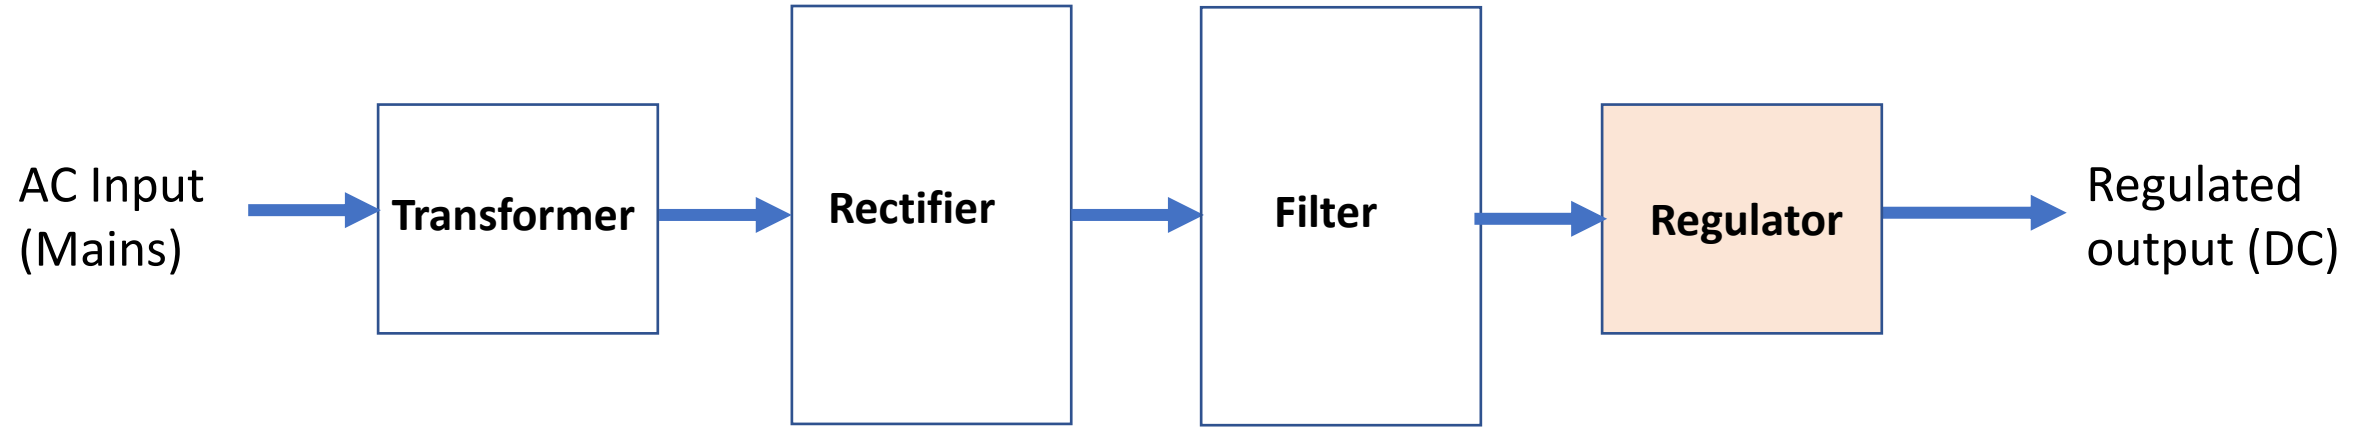 AC Input
(Mains)
Transformer
Rectifier
Filter
Regulator
Regulated
output (DC)